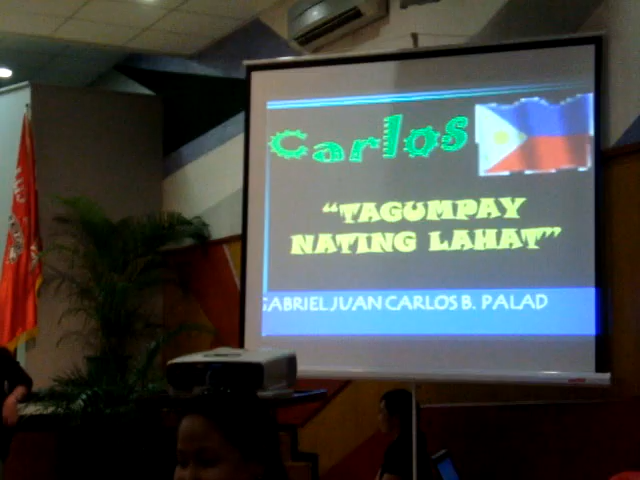 Carlos
"TAGUMPAY
NATING LAHAT"
GABRIEL JUAN CARLOS B. PALAD